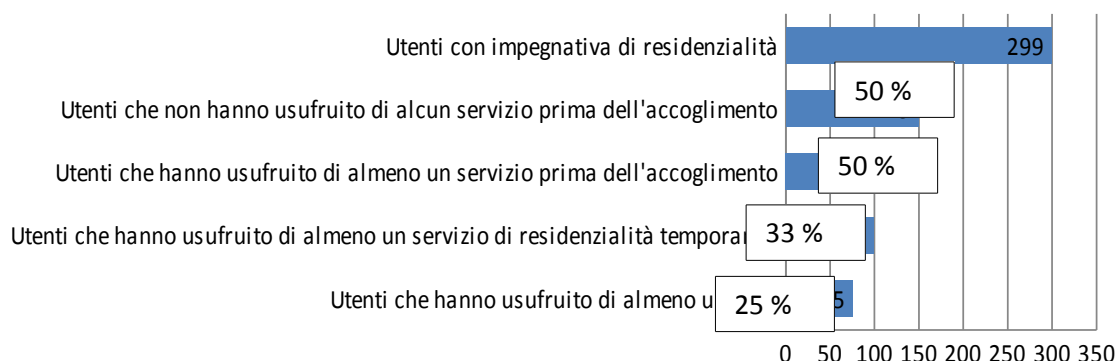 Utenti con impegnativa di residenzialità 299
Utenti che non hanno usufruito di alcun servizio prima dell'accoglimento 50 %
Utenti che hanno usufruito di almeno un servizio prima dell'accoglimento 50 %
Utenti che hanno usufruito di almeno un servizio di residenzialità 33 %
Utenti che hanno usufruito di almeno 25 % 5
0 50 100 150 200 250 300 350